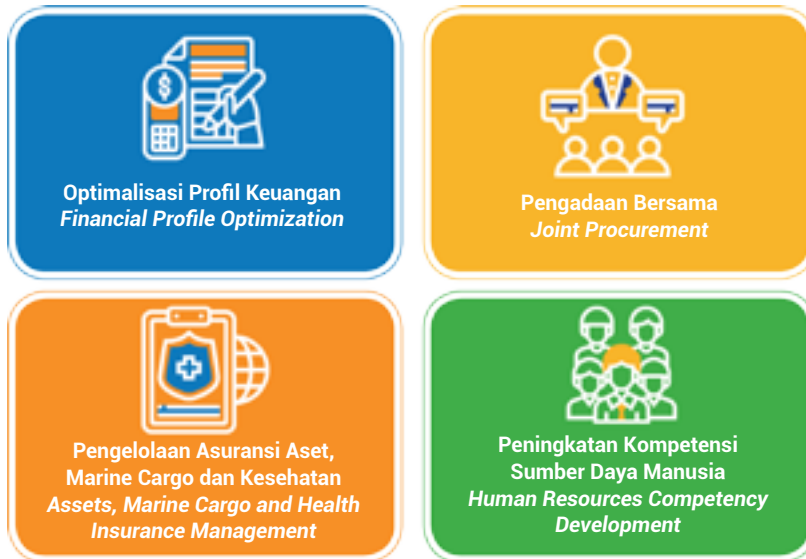 $
Optimalisasi Profil Keuangan
Financial Profile Optimization
Pengadaan Bersama
Joint Procurement
Pengelolaan Asuransi Aset,
Marine Cargo dan Kesehatan
Assets, Marine Cargo and Health
Insurance Management
Peningkatan Kompetensi
Sumber Daya Manusia
Human Resources Competency
Development